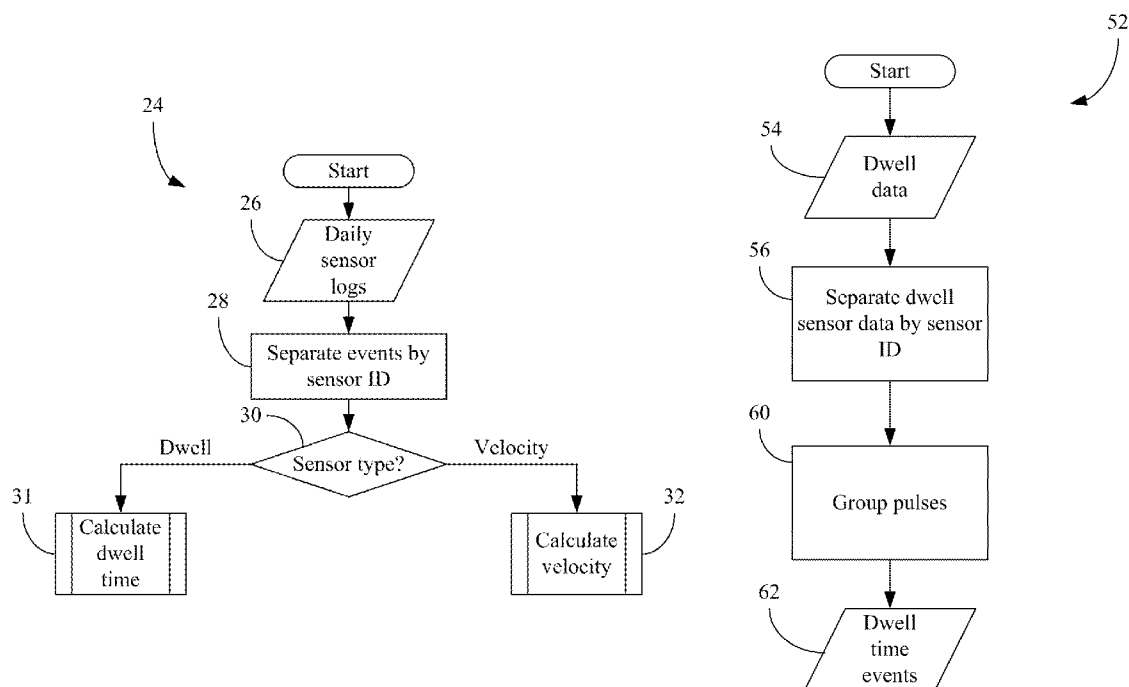 24
Start
26
Daily
sensor
logs
28
Separate events by
sensor ID
30
Dwell
Sensor type?
Velocity
31
Calculate
dwell
time
32
Calculate
velocity
52
Start
54
Dwell
data
56
Separate dwell
sensor data by sensor
ID
60
Group pulses
62
Dwell
time
events